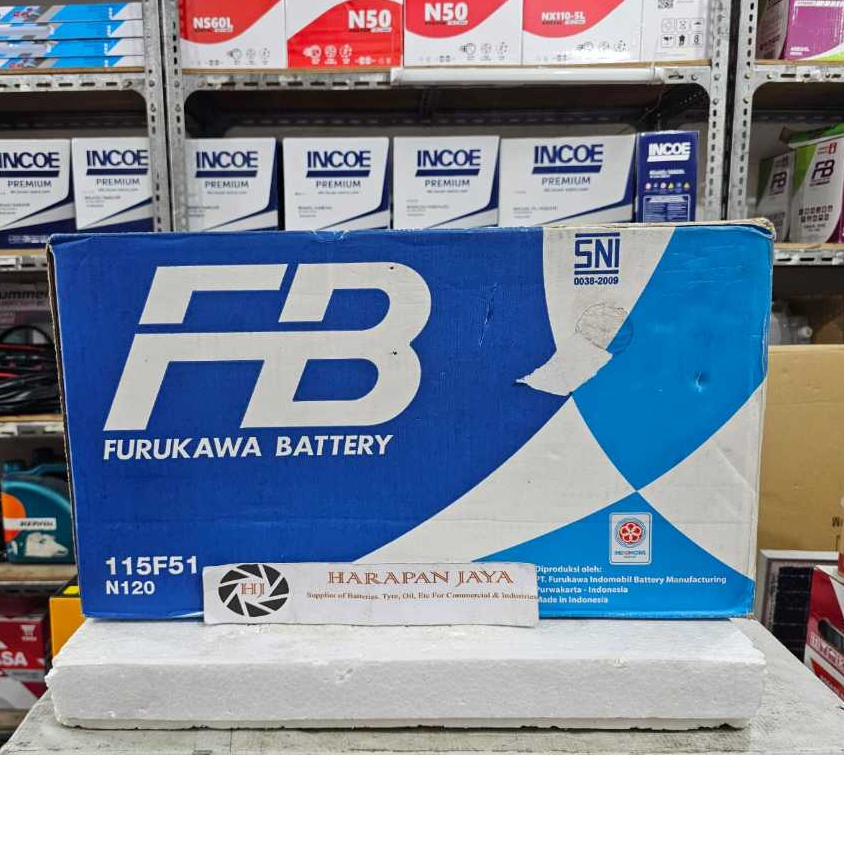 NS60L
N50
N50
NX110-5L
INCOE
PREMIUM
INCOE
PREMIUM
INCOE
PREMIUM
INCOE
PREMIUM
INCOE
PREMIUM
INCOE
PREMIUM
INCOE
FB
FB
FURUKAWA BATTERY
SNI
0038-2009
115F51
N120
INDOMOBIL
HJ
HARAPAN JAYA
Supplier of Batteries, Tyre, Oil, Etc For Commercial & Industries
Diproduksi oleh:
PT. Furukawa Indomobil Battery Manufacturing
Purwakarta - Indonesia
Made in Indonesia